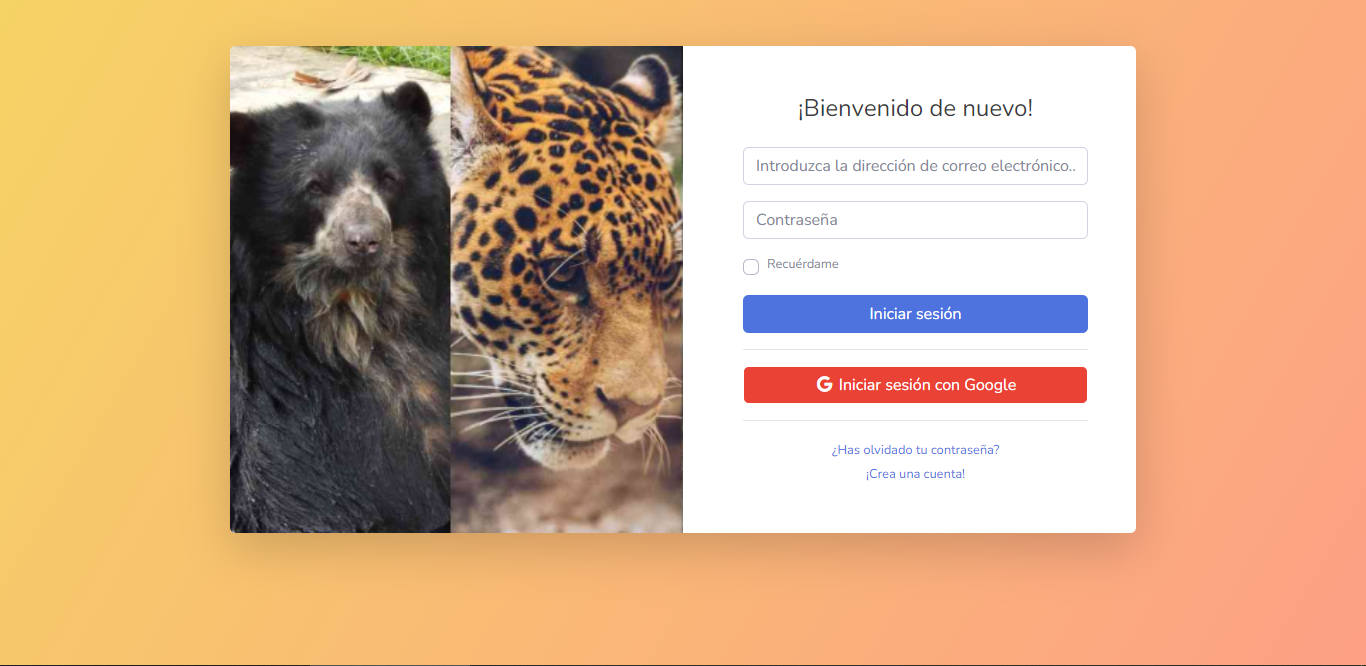 ¡Bienvenido de nuevo!
Introduzca la dirección de correo electrónico..
Contraseña
Recuérdame
Iniciar sesión
Iniciar sesión con Google
¿Has olvidado tu contraseña?
¡Crea una cuenta!